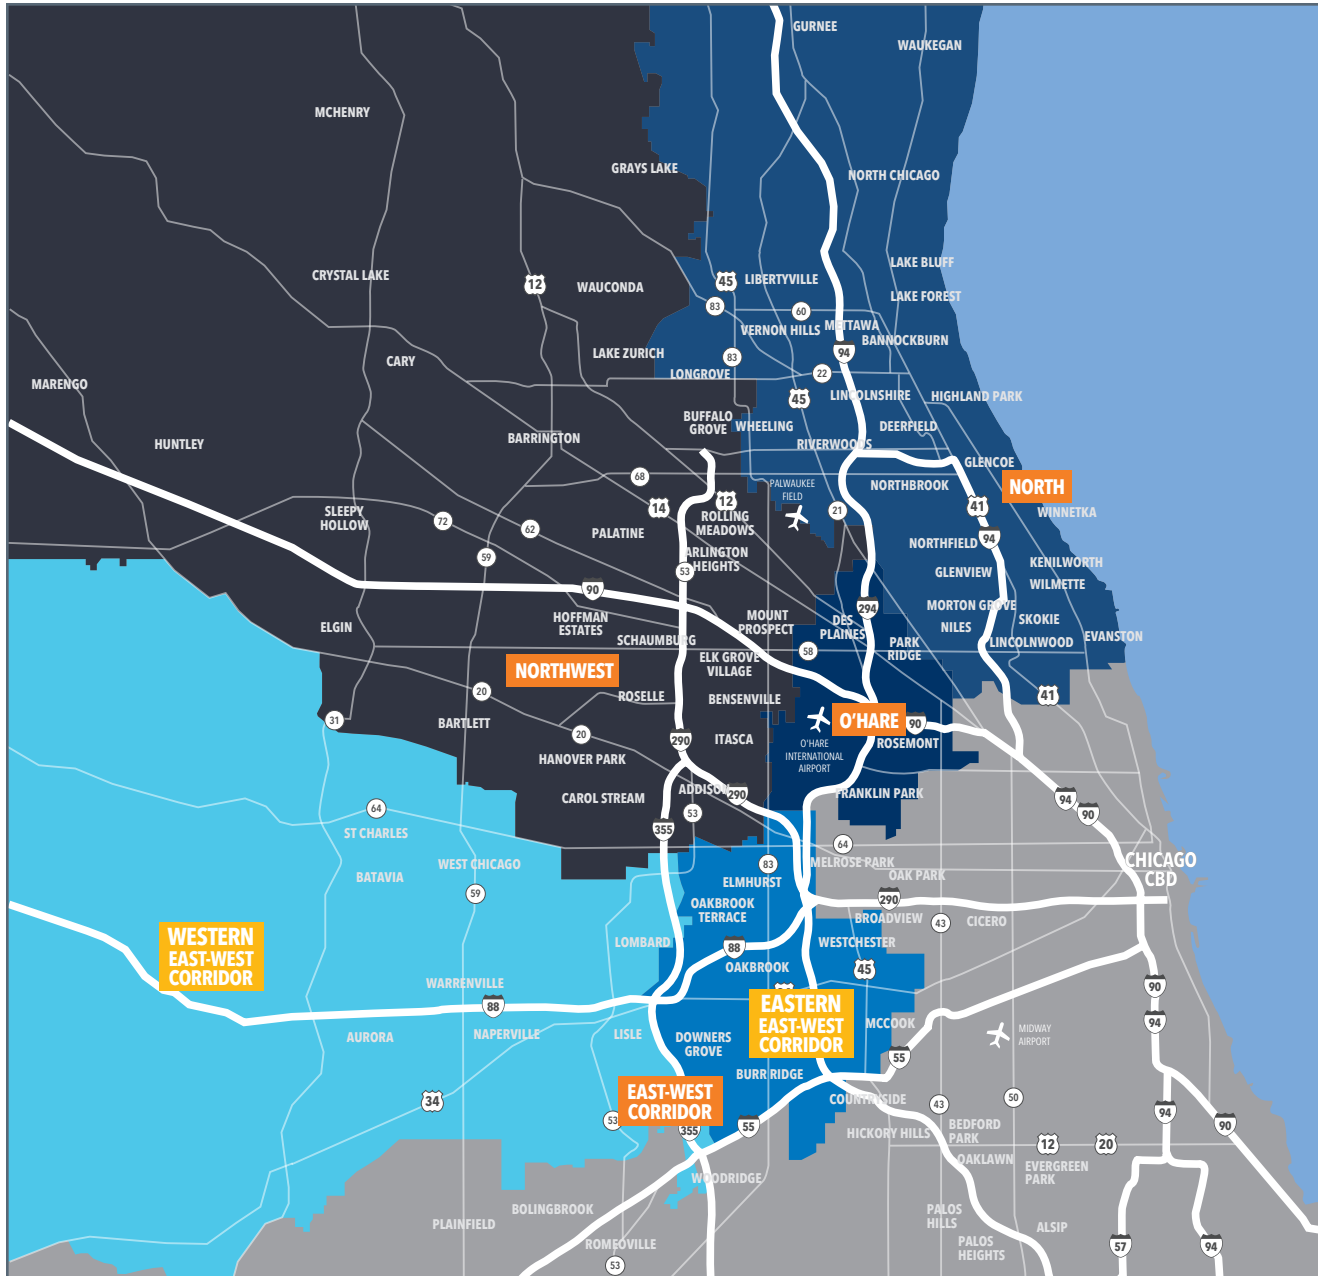 GURNEE
WAUKEGAN
MCHENRY
GRAYS LAKE
NORTH CHICAGO
LAKE BLUFF
CRYSTAL LAKE
12
WAUCONDA
45
LIBERTYVILLE
LAKE FOREST
83
60
VERNON HILLS
METTAWA
BANNOCKBURN
94
LAKE ZURICH
83
CARY
LONGROVE
22
MARENGO
45
LINCOLNSHIRE
HIGHLAND PARK
BUFFALO
GROVE
WHEELING
DEERFIELD
HUNTLEY
BARRINGTON
RIVERWOODS
GLENCOE
68
PALWAUKEE
FIELD
NORTHBROOK
NORTH
14
12
21
41
WINNETKA
SLEEPY
HOLLOW
72
62
PALATINE
ROLLING
MEADOWS
94
NORTHFIELD
59
ARLINGTON
HEIGHTS
53
GLENVIEW
KENILWORTH
WILMETTE
90
294
MORTON GROVE
SKOKIE
ELGIN
HOFFMAN
ESTATES
SCHAUMBURG
MOUNT
PROSPECT
DES
PLAINES
NILES
EVANSTON
PARK
RIDGE
LINCOLNWOOD
58
ELK GROVE
VILLAGE
NORTHWEST
20
ROSELLE
BENSENVILLE
41
31
BARTLETT
20
O'HARE
90
290
ITASCA
O'HARE
INTERNATIONAL
AIRPORT
ROSEMONT
HANOVER PARK
CAROL STREAM
ADDISON
290
FRANKLIN PARK
94
90
64
53
355
ST CHARLES
64
WEST CHICAGO
83
MELROSE PARK
CHICAGO
CBD
BATAVIA
ELMHURST
OAK PARK
59
OAKBROOK
TERRACE
290
BROADVIEW
43
CICERO
WESTERN
EAST-WEST
CORRIDOR
LOMBARD
88
WESTCHESTER
OAKBROOK
45
WARRENVILLE
90
88
EASTERN
EAST-WEST
CORRIDOR
MCCOOK
94
AURORA
NAPERVILLE
LISLE
DOWNERS
GROVE
MIDWAY
AIRPORT
55
BURR RIDGE
EAST-WEST
CORRIDOR
34
COUNTRYSIDE
43
50
53
355
55
94
90
HICKORY HILLS
BEDFORD
PARK
12
20
OAKLAWN
EVERGREEN
PARK
WOODRIDGE
BOLINGBROOK
PLAINFIELD
PALOS
HILLS
ALSIP
ROMEOVILLE
PALOS
HEIGHTS
57
94
53